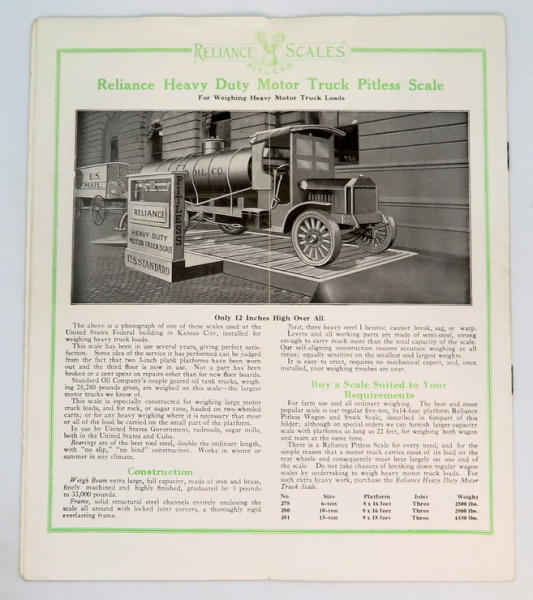 RELIANCE SCALES
PITLESS
Reliance Heavy Duty Motor Truck Pitless Scale
For Weighing Heavy Motor Truck Loads
U.S.
MAIL
OIL CO.
PITLESS
RELIANCE
HEAVY DUTY
MOTOR TRUCK SCALE
U.S. STANDARD
Only 12 Inches High Over All.
The above is a photograph of one of these scales used at the
United States Federal building in Kansas City, installed for
weighing heavy truck loads.
This scale has been in use several years, giving perfect satis-
faction. Some idea of the service it has performed can be judged
from the fact that two 3-inch plank platforms have been worn
out and the third floor is now in use. Not a part has been
broken or a cent spent on repairs other than for new floor boards.
Standard Oil Company's couple geared oil tank trucks, weigh-
ing 28,280 pounds gross, are weighed on this scale—the largest
motor trucks we know of.
This scale is especially constructed for weighing large motor
truck loads, and for rock, or sugar cane, hauled on two-wheeled
carts; or for any heavy weighing where it is necessary that most
or all of the load be carried on the small part of the platform.
In use by United States Government, railroads, sugar mills,
both in the United States and Cuba.
Bearings are of the best tool steel, double the ordinary length,
with "no slip," "no bind" construction. Works in winter or
summer in any climate.
Construction
Weigh Beam extra large, full capacity, made of iron and brass,
finely machined and highly finished, graduated by 5 pounds
to 33,000 pounds.
Frame, solid structural steel channels entirely enclosing the
scale all around with locked joint corners, a thoroughly rigid
everlasting frame.
Joist, three heavy steel I beams; cannot break, sag, or warp.
Levers and all working parts are made of semi-steel, strong
enough to carry much more than the total capacity of the scale.
Our self-aligning construction insures accurate weighing at all
times; equally sensitive on the smallest and largest weights.
It is easy to erect, requires no mechanical expert, and, once
installed, your weighing troubles are over.
Buy a Scale Suited to Your
Requirements
For farm use and all ordinary weighing. The best and most
popular scale is our regular five-ton, 8x14-foot platform Reliance
Pitless Wagon and Stock Scale, described in forepart of this
folder; although on special orders we can furnish larger capacity
scale with platforms as long as 22 feet, for weighing both wagon
and team at the same time.
There is a Reliance Pitless Scale for every need, and for the
simple reason that a motor truck carries most of its load on the
rear wheels and consequently must bear largely on one end of
the scale Do not take chances of breaking down regular wagon
scales by undertaking to weigh heavy motor truck loads. For
such extra heavy work, purchase the Reliance Heavy Duty Motor
Truck Scale.
No. Size Platform Joist Weight
278 6-ton 8 x 16 feet Three 2500 lbs.
280 10-ton 8 x 16 feet Three 2900 lbs.
281 15-ton 9 x 18 feet Three 4350 lbs.